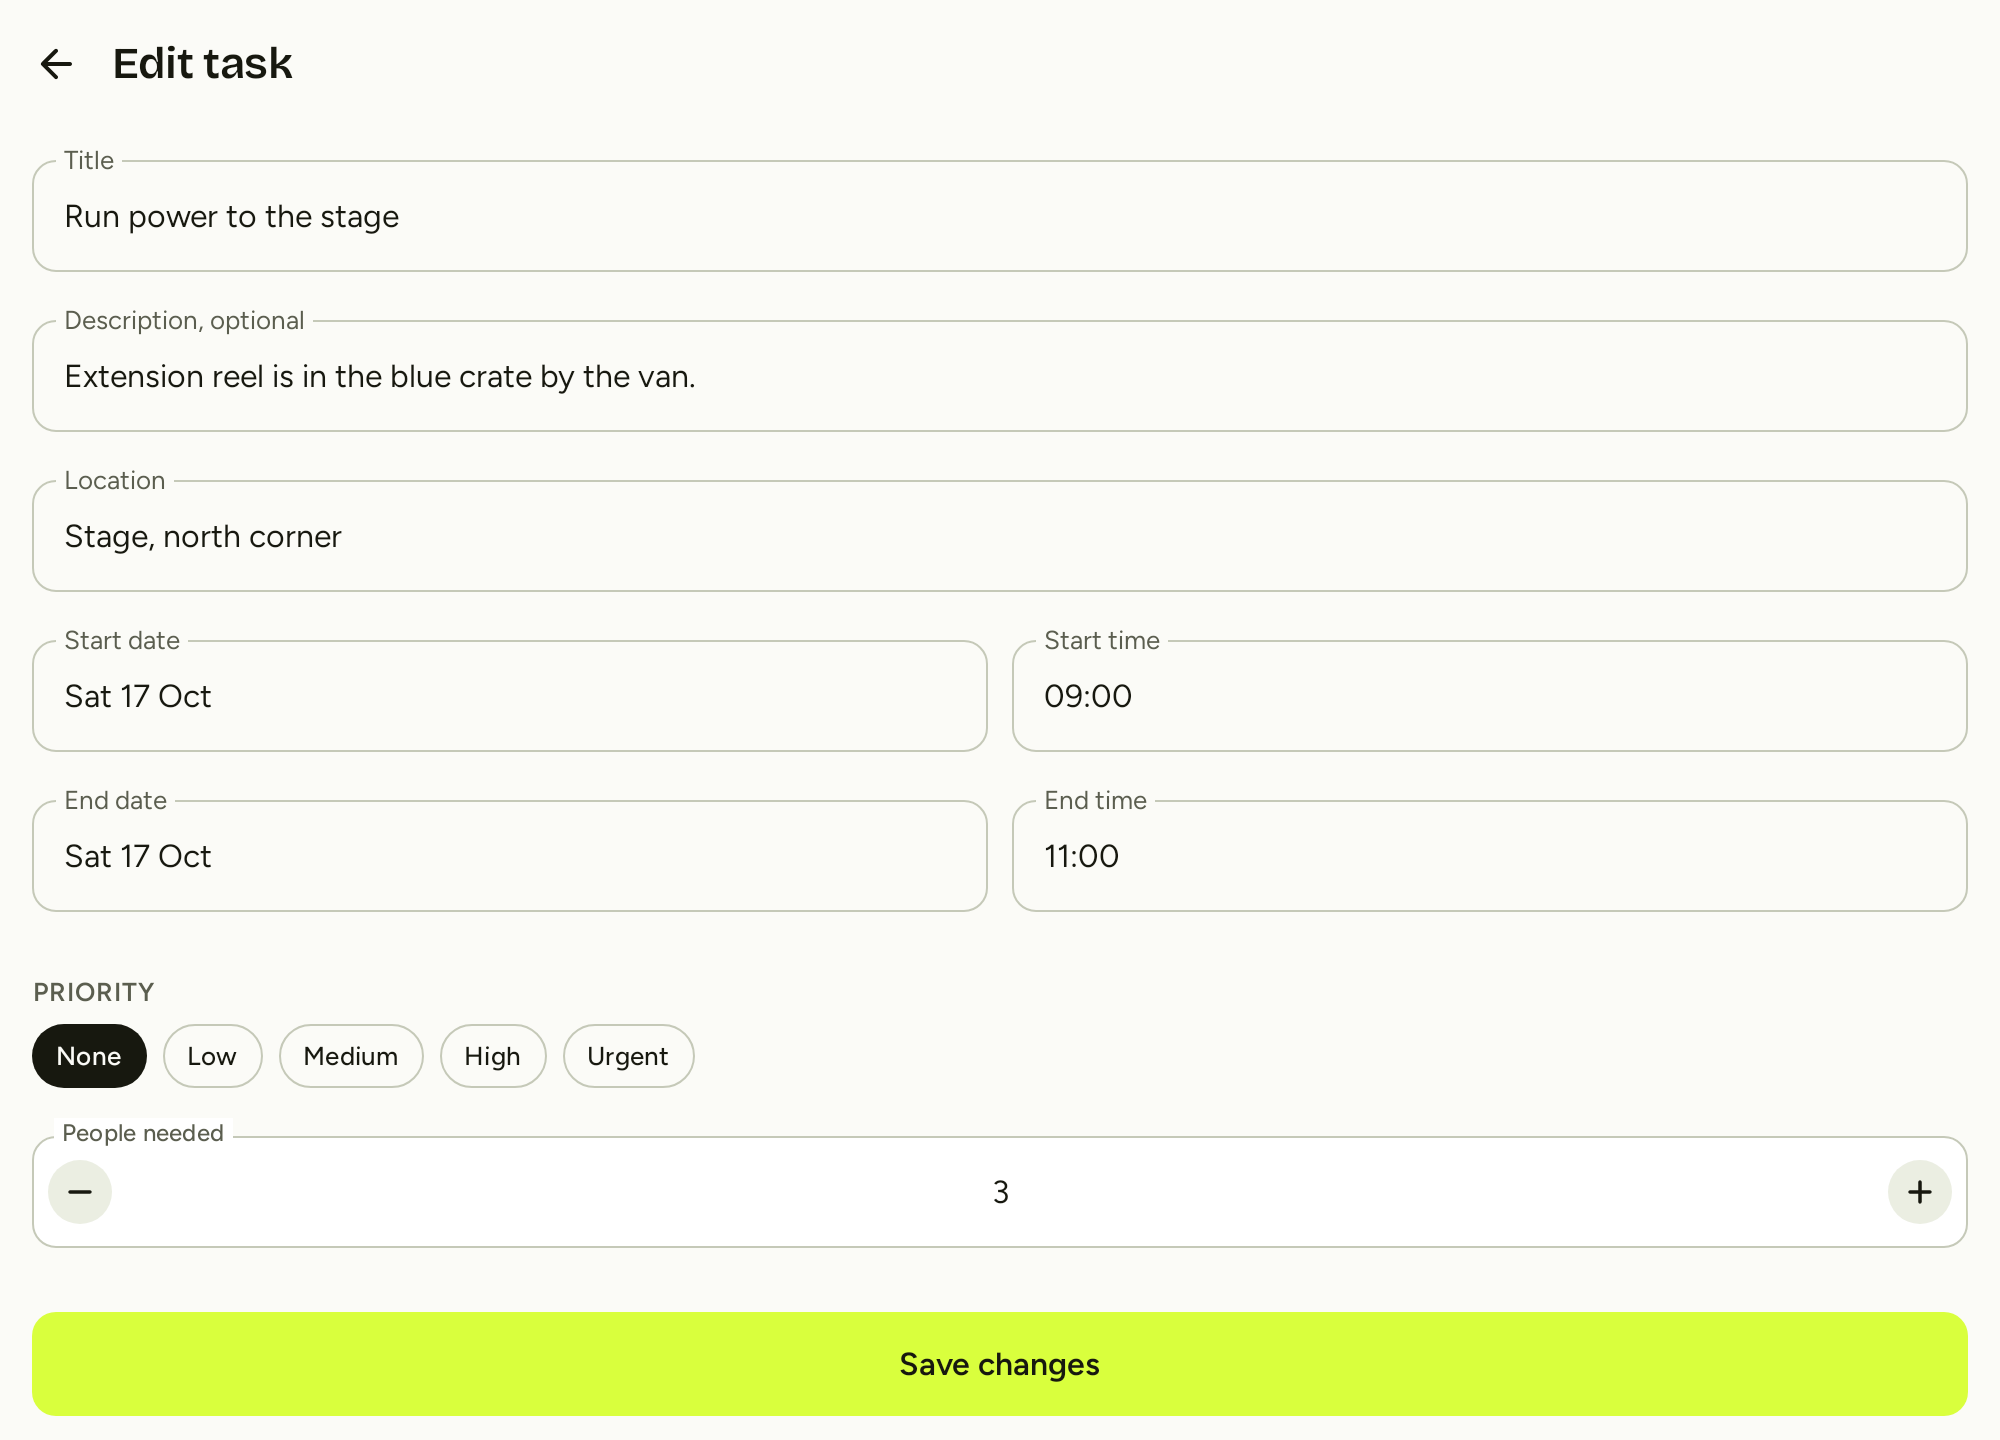 Edit task
Title
Run power to the stage
Description, optional
Extension reel is in the blue crate by the van.
Location
Stage, north corner
Start date
Sat 17 Oct
Start time
09:00
End date
Sat 17 Oct
End time
11:00
PRIORITY
None Low Medium High Urgent
People needed
3
Save changes